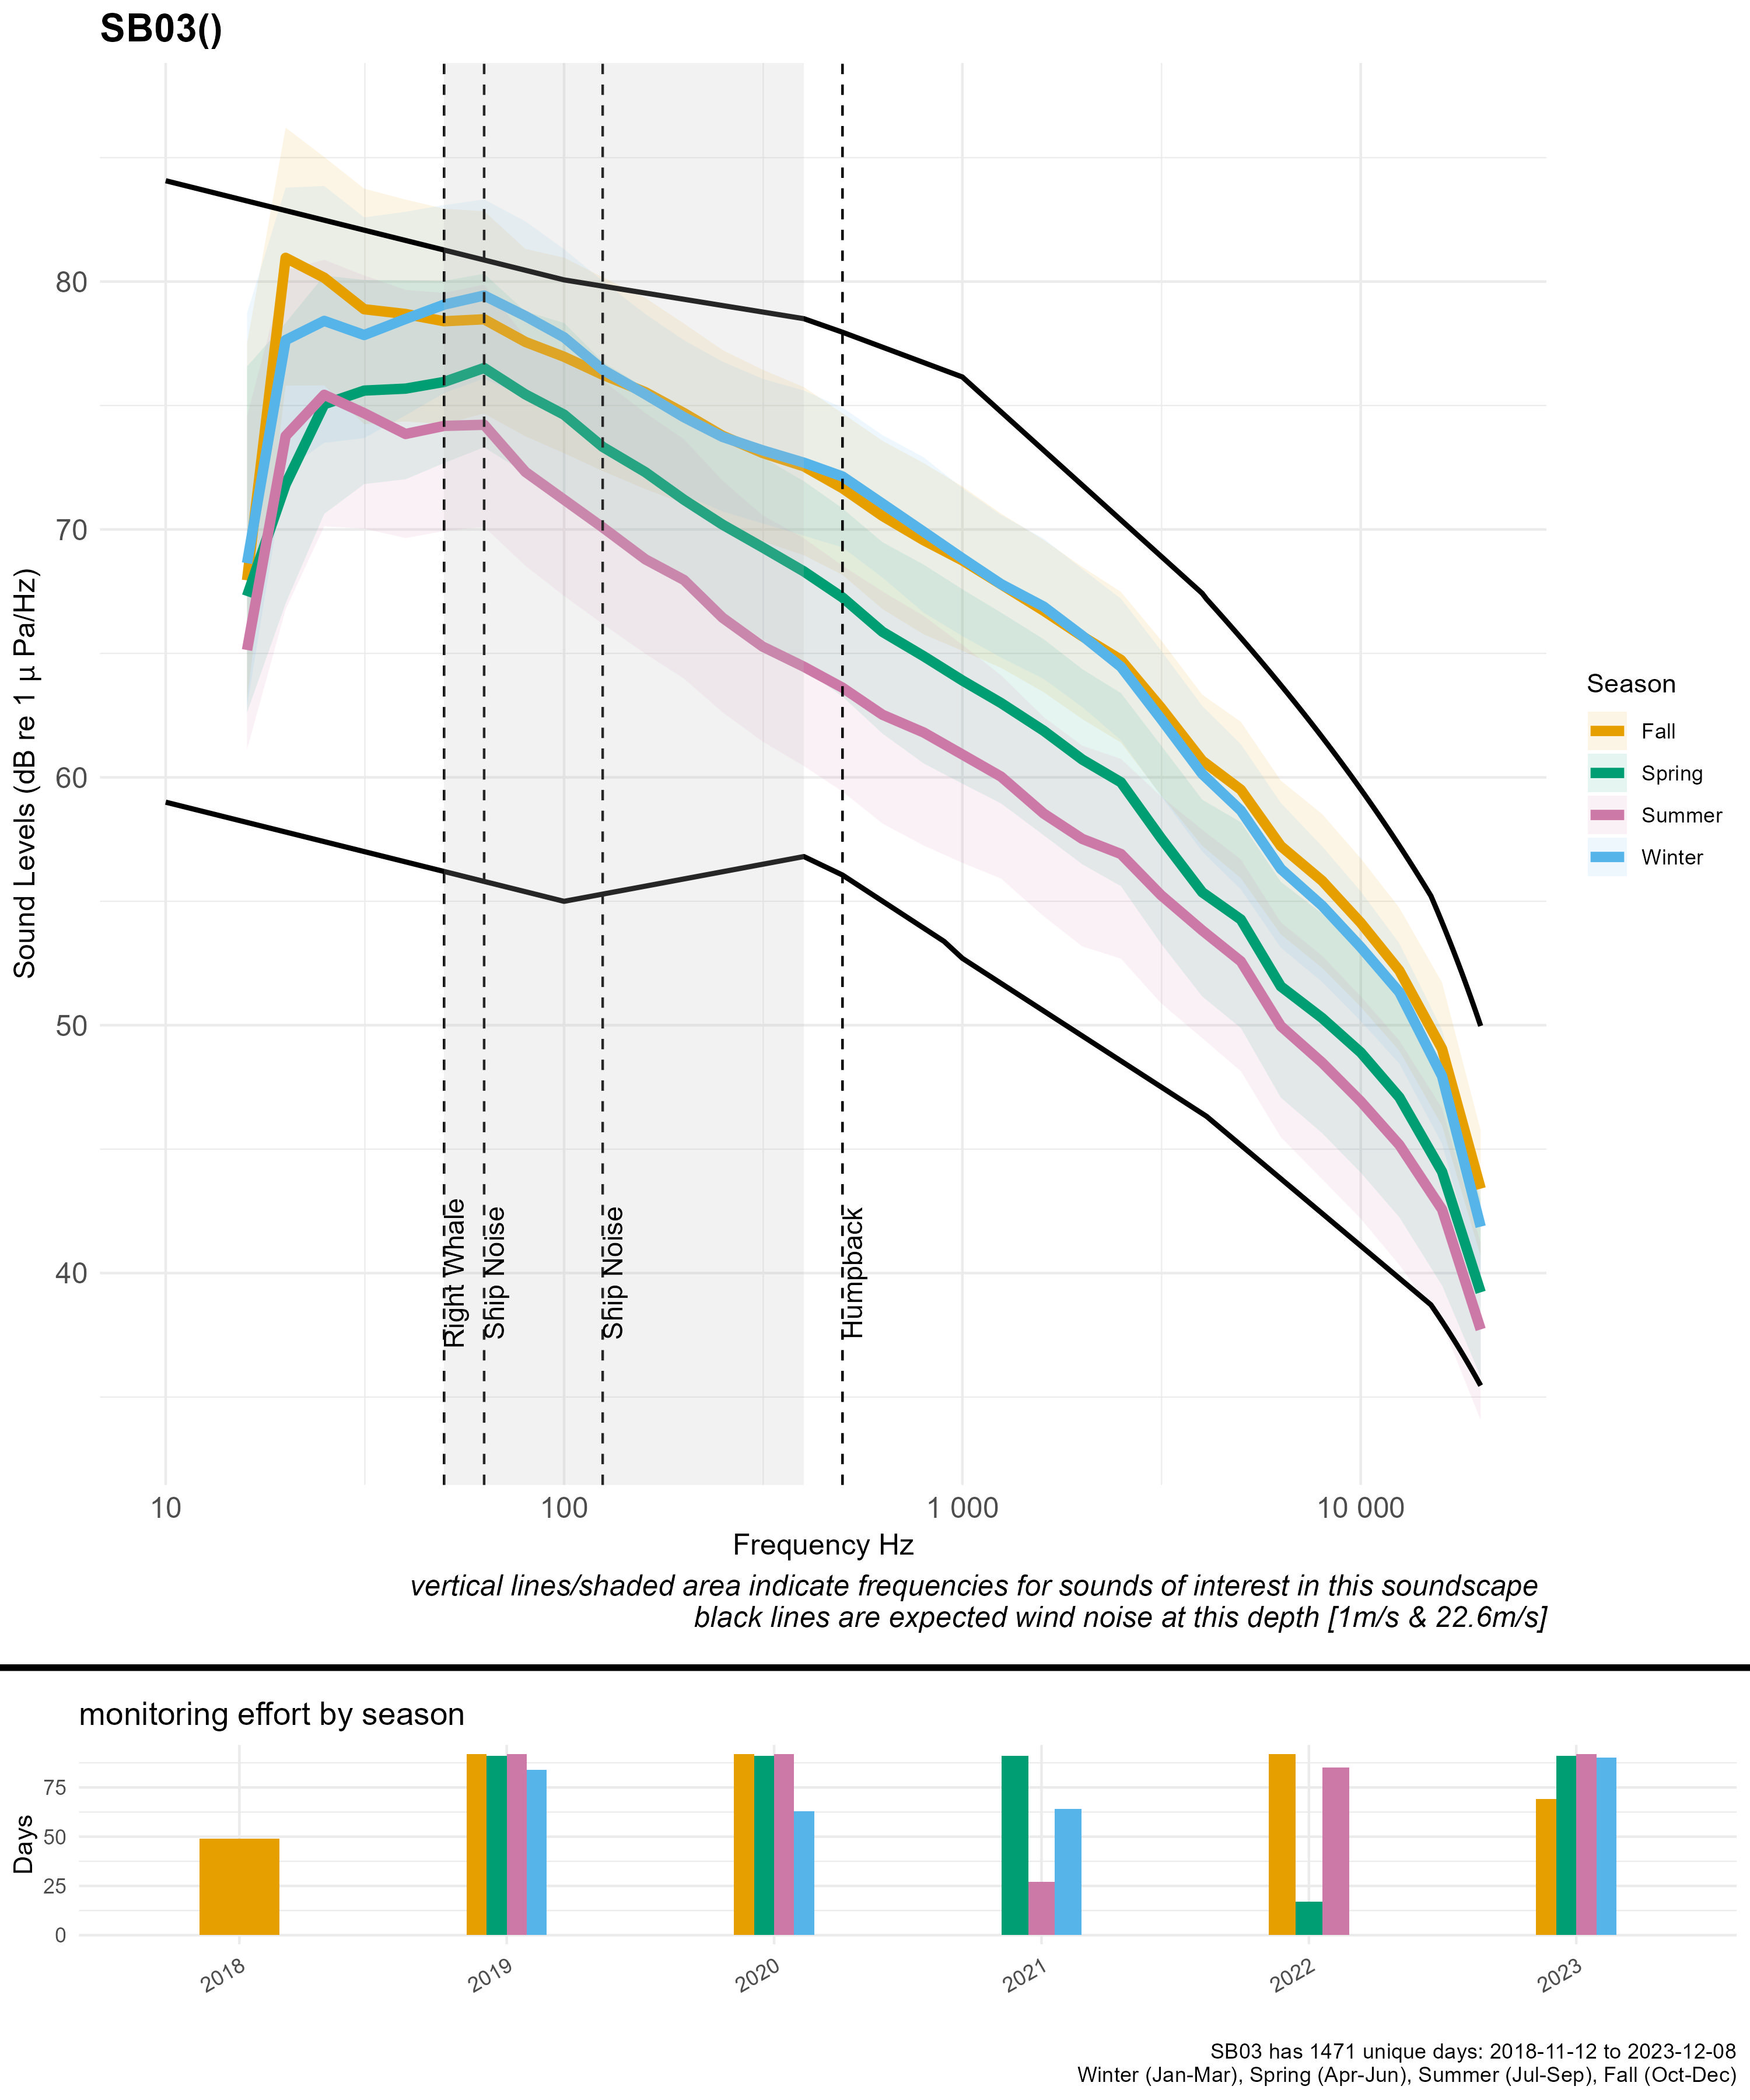 SB03()
Sound Levels (dB re 1 µ Pa/Hz)
80
70
60
50
40
Right Whale
Ship Noise
Ship Noise
Humpback
10
100
1 000
10 000
Frequency Hz
vertical lines/shaded area indicate frequencies for sounds of interest in this soundscape
black lines are expected wind noise at this depth [1m/s & 22.6m/s]
Season
Fall
Spring
Summer
Winter
monitoring effort by season
Days
75
50
25
0
2018
2019
2020
2021
2022
2023
SB03 has 1471 unique days: 2018-11-12 to 2023-12-08
Winter (Jan-Mar), Spring (Apr-Jun), Summer (Jul-Sep), Fall (Oct-Dec)